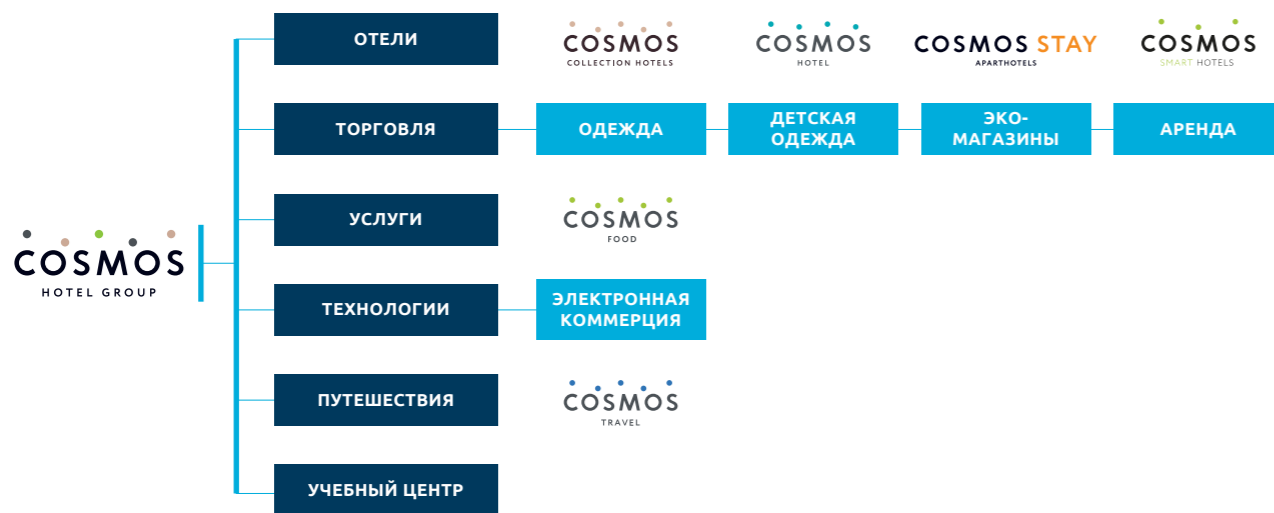 ОТЕЛИ
COSMOS
COLLECTION HOTELS
COSMOS
HOTEL
COSMOS STAY
APARTHOTELS
COSMOS
SMART HOTELS
ТОРГОВЛЯ
ОДЕЖДА
ДЕТСКАЯ
ОДЕЖДА
ЭКО-
МАГАЗИНЫ
АРЕНДА
УСЛУГИ
COSMOS
FOOD
COSMOS
HOTEL GROUP
ТЕХНОЛОГИИ
ЭЛЕКТРОННАЯ
КОММЕРЦИЯ
ПУТЕШЕСТВИЯ
COSMOS
TRAVEL
УЧЕБНЫЙ ЦЕНТР